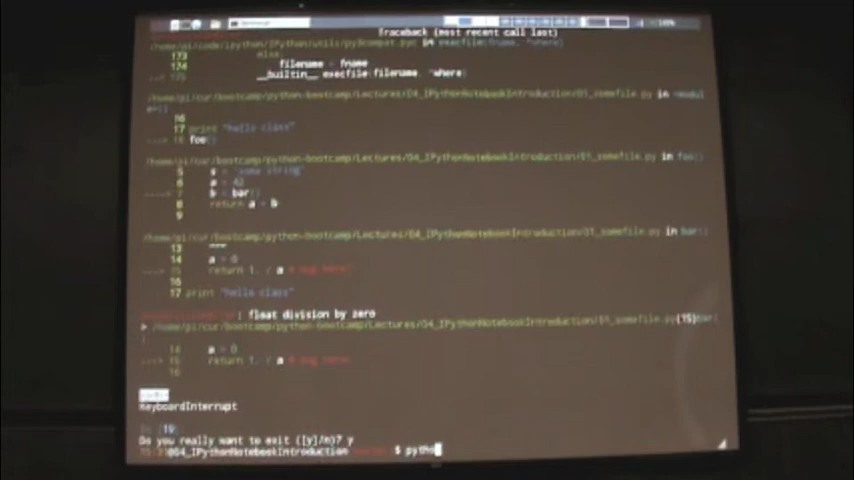 Traceback (most recent call last)
/home/pi/code/ipython/IPython/utils/py3compat.pyc in execfile(fname, *where)
173 else:
174 filename = fname
175 __builtin__.execfile(filename, *where)
/home/pi/cur/bootcamp/python-bootcamp/Lectures/04_IPythonNotebookIntroduction/01_somefile.py in <modul
e>()
16
17 print "hello class"
18 foo()
/home/pi/cur/bootcamp/python-bootcamp/Lectures/04_IPythonNotebookIntroduction/01_somefile.py in foo()
5 s = "some string"
6 a = 42
7 b = bar()
8 return a + b
9
/home/pi/cur/bootcamp/python-bootcamp/Lectures/04_IPythonNotebookIntroduction/01_somefile.py in bar()
13 """
14 a = 0
15 return 1. / a # bug here!
16
17 print "hello class"
: float division by zero
> /home/pi/cur/bootcamp/python-bootcamp/Lectures/04_IPythonNotebookIntroduction/01_somefile.py(15)bar(
)
14 a = 0
15 return 1. / a # bug here!
16
KeyboardInterrupt
In [19]:
Do you really want to exit ([y]/n)? y
04_IPythonNotebookIntroduction $ pytho